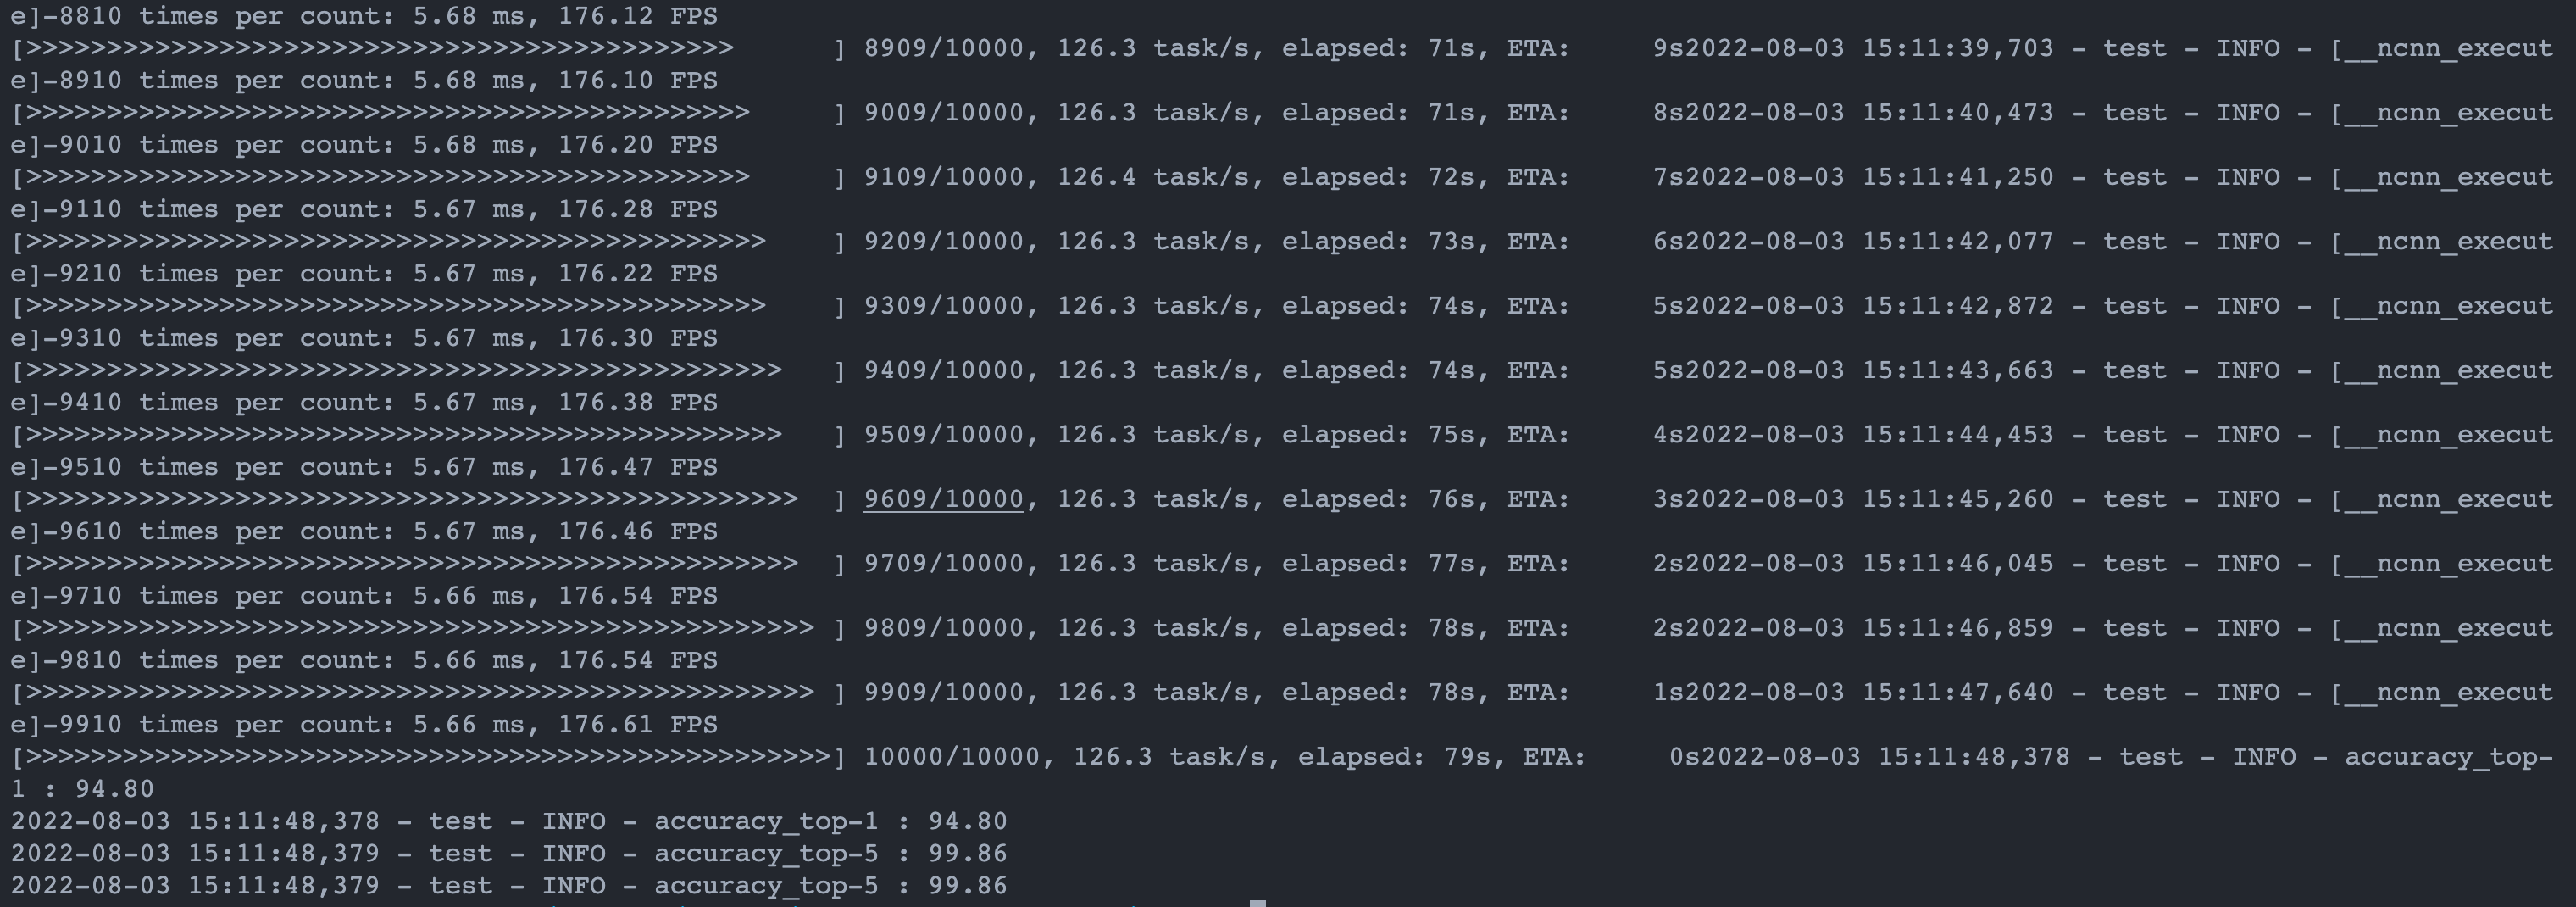 e]-8810 times per count: 5.68 ms, 176.12 FPS
[>>>>>>>>>>>>>>>>>>>>>>>>>>>>>>>>>>>>>>>>>>>>      ] 8909/10000, 126.3 task/s, elapsed: 71s, ETA:     9s2022-08-03 15:11:39,703 - test - INFO - [__ncnn_execut
e]-8910 times per count: 5.68 ms, 176.10 FPS
[>>>>>>>>>>>>>>>>>>>>>>>>>>>>>>>>>>>>>>>>>>>>>     ] 9009/10000, 126.3 task/s, elapsed: 71s, ETA:     8s2022-08-03 15:11:40,473 - test - INFO - [__ncnn_execut
e]-9010 times per count: 5.68 ms, 176.20 FPS
[>>>>>>>>>>>>>>>>>>>>>>>>>>>>>>>>>>>>>>>>>>>>>     ] 9109/10000, 126.4 task/s, elapsed: 72s, ETA:     7s2022-08-03 15:11:41,250 - test - INFO - [__ncnn_execut
e]-9110 times per count: 5.67 ms, 176.28 FPS
[>>>>>>>>>>>>>>>>>>>>>>>>>>>>>>>>>>>>>>>>>>>>>>    ] 9209/10000, 126.3 task/s, elapsed: 73s, ETA:     6s2022-08-03 15:11:42,077 - test - INFO - [__ncnn_execut
e]-9210 times per count: 5.67 ms, 176.22 FPS
[>>>>>>>>>>>>>>>>>>>>>>>>>>>>>>>>>>>>>>>>>>>>>>    ] 9309/10000, 126.3 task/s, elapsed: 74s, ETA:     5s2022-08-03 15:11:42,872 - test - INFO - [__ncnn_execut
e]-9310 times per count: 5.67 ms, 176.30 FPS
[>>>>>>>>>>>>>>>>>>>>>>>>>>>>>>>>>>>>>>>>>>>>>>>   ] 9409/10000, 126.3 task/s, elapsed: 74s, ETA:     5s2022-08-03 15:11:43,663 - test - INFO - [__ncnn_execut
e]-9410 times per count: 5.67 ms, 176.38 FPS
[>>>>>>>>>>>>>>>>>>>>>>>>>>>>>>>>>>>>>>>>>>>>>>>   ] 9509/10000, 126.3 task/s, elapsed: 75s, ETA:     4s2022-08-03 15:11:44,453 - test - INFO - [__ncnn_execut
e]-9510 times per count: 5.67 ms, 176.47 FPS
[>>>>>>>>>>>>>>>>>>>>>>>>>>>>>>>>>>>>>>>>>>>>>>>>  ] 9609/10000, 126.3 task/s, elapsed: 76s, ETA:     3s2022-08-03 15:11:45,260 - test - INFO - [__ncnn_execut
e]-9610 times per count: 5.67 ms, 176.46 FPS
[>>>>>>>>>>>>>>>>>>>>>>>>>>>>>>>>>>>>>>>>>>>>>>>>  ] 9709/10000, 126.3 task/s, elapsed: 77s, ETA:     2s2022-08-03 15:11:46,045 - test - INFO - [__ncnn_execut
e]-9710 times per count: 5.66 ms, 176.54 FPS
[>>>>>>>>>>>>>>>>>>>>>>>>>>>>>>>>>>>>>>>>>>>>>>>>> ] 9809/10000, 126.3 task/s, elapsed: 78s, ETA:     2s2022-08-03 15:11:46,859 - test - INFO - [__ncnn_execut
e]-9810 times per count: 5.66 ms, 176.54 FPS
[>>>>>>>>>>>>>>>>>>>>>>>>>>>>>>>>>>>>>>>>>>>>>>>>> ] 9909/10000, 126.3 task/s, elapsed: 78s, ETA:     1s2022-08-03 15:11:47,640 - test - INFO - [__ncnn_execut
e]-9910 times per count: 5.66 ms, 176.61 FPS
[>>>>>>>>>>>>>>>>>>>>>>>>>>>>>>>>>>>>>>>>>>>>>>>>>>] 10000/10000, 126.3 task/s, elapsed: 79s, ETA:     0s2022-08-03 15:11:48,378 - test - INFO - accuracy_top-
1 : 94.80
2022-08-03 15:11:48,378 - test - INFO - accuracy_top-1 : 94.80
2022-08-03 15:11:48,379 - test - INFO - accuracy_top-5 : 99.86
2022-08-03 15:11:48,379 - test - INFO - accuracy_top-5 : 99.86